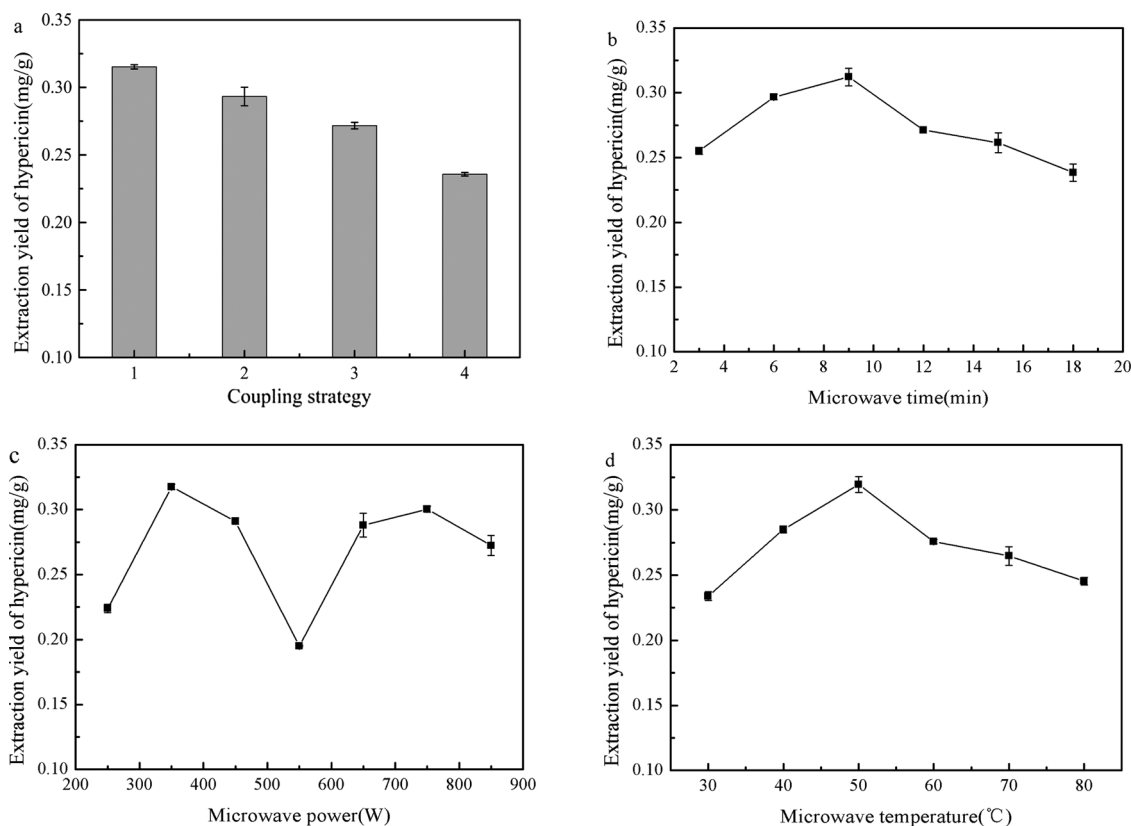 a
Extraction yield of hypericin(mg/g)
0.35
0.30
0.25
0.20
0.15
0.10
1 2 3 4
Coupling strategy
b
Extraction yield of hypericin(mg/g)
0.35
0.30
0.25
0.20
0.15
0.10
2 4 6 8 10 12 14 16 18 20
Microwave time(min)
c
Extraction yield of hypericin(mg/g)
0.35
0.30
0.25
0.20
0.15
0.10
200 300 400 500 600 700 800 900
Microwave power(W)
d
Extraction yield of hypericin(mg/g)
0.35
0.30
0.25
0.20
0.15
0.10
30 40 50 60 70 80
Microwave temperature(℃)